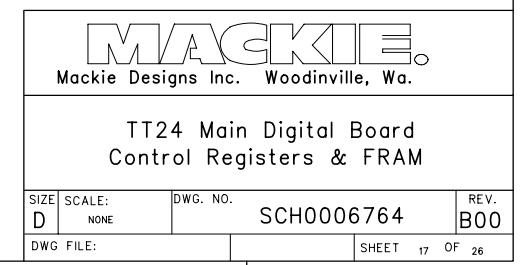 MACKIE.
Mackie Designs Inc. Woodinville, Wa.
TT24 Main Digital Board
Control Registers & FRAM
SIZE SCALE: DWG. NO. REV.
D NONE SCH0006764 B00
DWG FILE: SHEET 17 OF 26